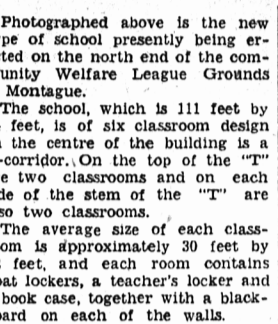 Photographed above is the new
pe of school presently being er-
ted on the north end of the com-
unity Welfare League Grounds
Montague.
The school, which is 111 feet by
feet, is of six classroom design
the centre of the building is a
-corridor. On the top of the "T"
e two classrooms and on each
de of the stem of the "T" are
so two classrooms.
The average size of each class-
om is approximately 30 feet by
feet, and each room contains
at lockers, a teacher's locker and
book case, together with a black-
ard on each of the walls.